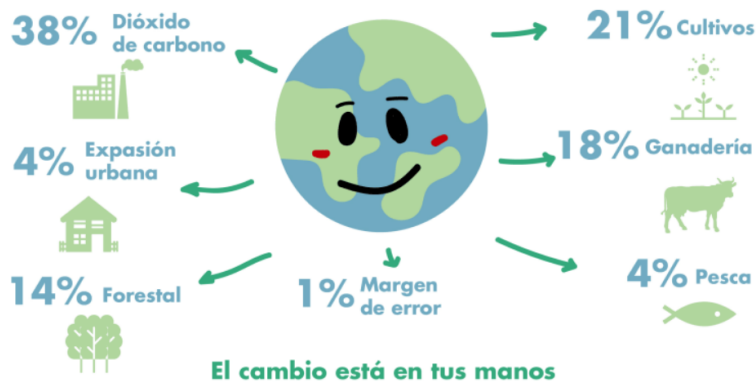 38% Dióxido
de carbono
21% Cultivos
4% Expasión
urbana
18% Ganadería
14% Forestal
1% Margen
de error
4% Pesca
El cambio está en tus manos